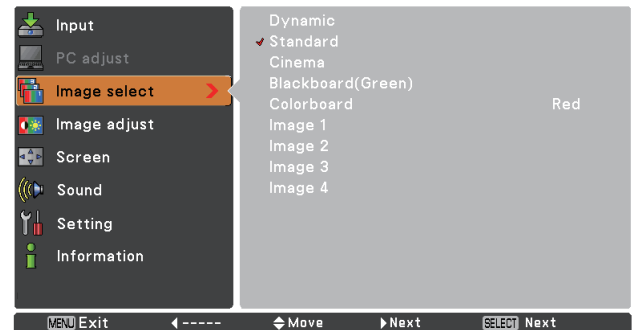 Input
PC adjust
Image select
Image adjust
Screen
Sound
Setting
Information
Dynamic
Standard
Cinema
Blackboard(Green)
Colorboard Red
Image 1
Image 2
Image 3
Image 4
MENU Exit ----- Move Next SELECT Next